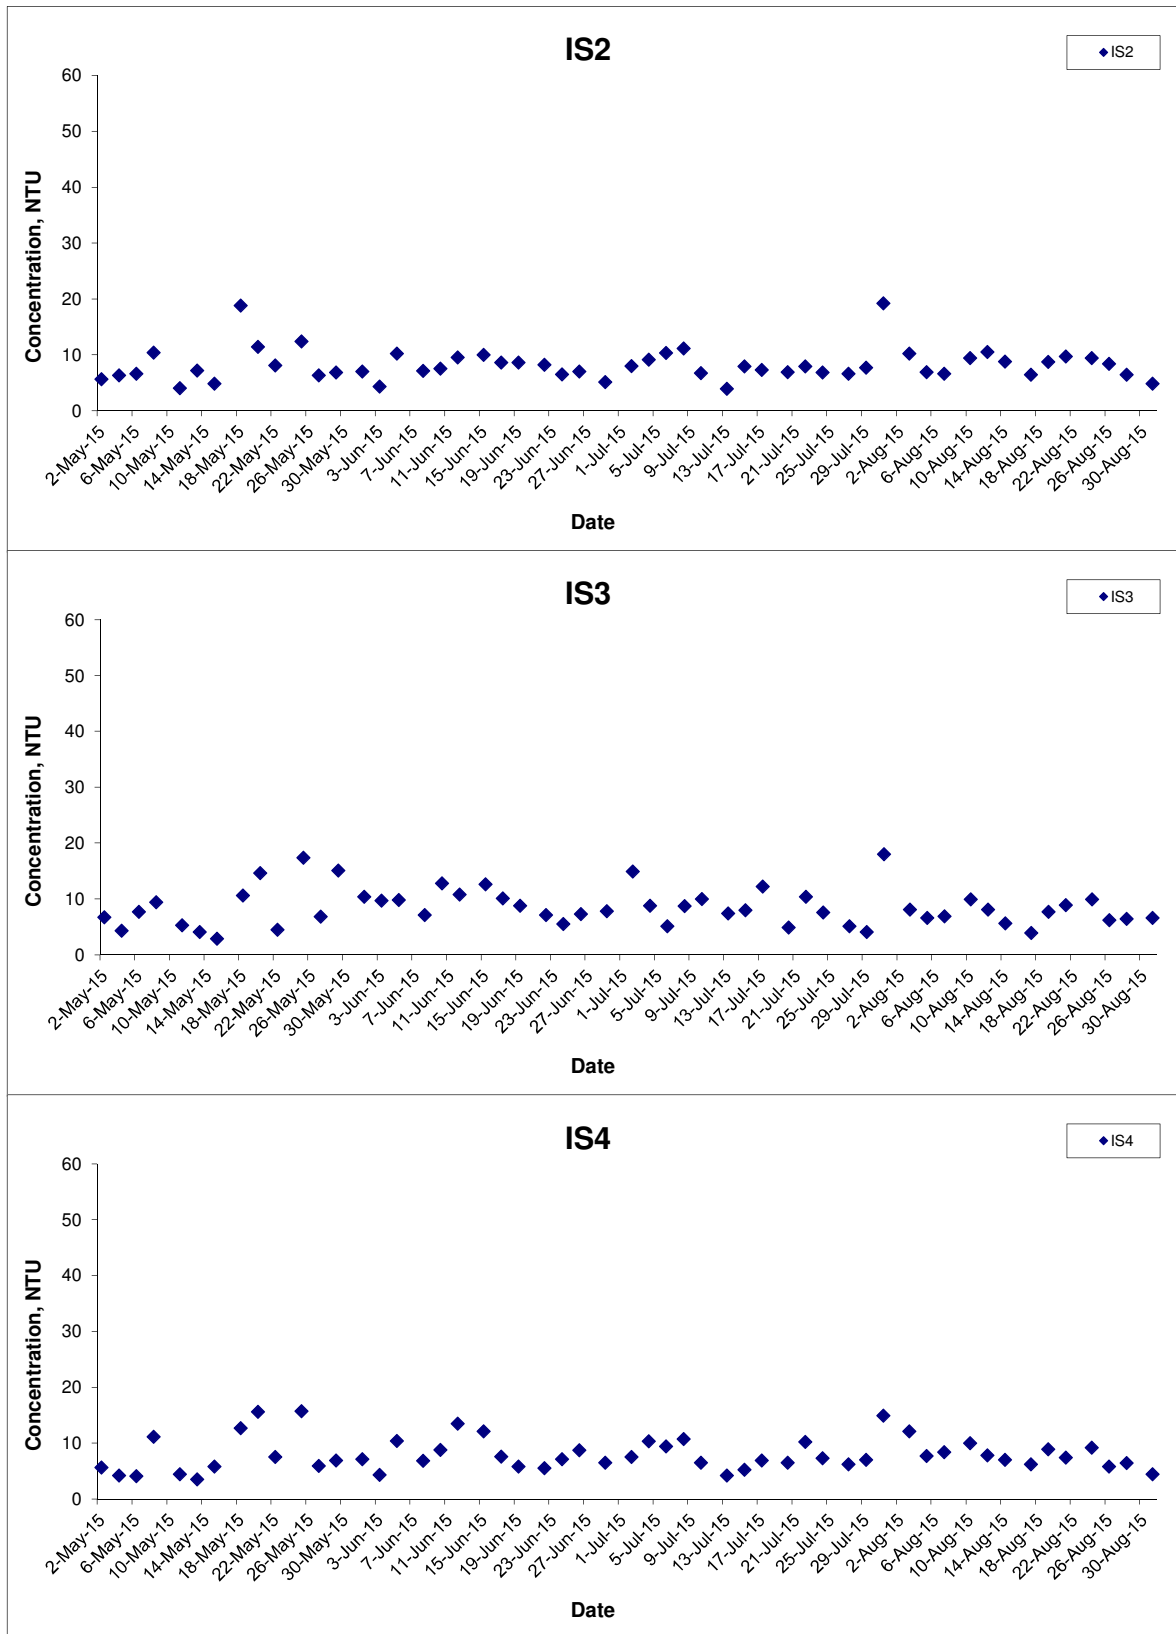 IS2
IS2
60
50
40
30
20
10
0
Concentration, NTU
2-May-15 6-May-15 10-May-15 14-May-15 18-May-15 22-May-15 26-May-15 30-May-15 3-Jun-15 7-Jun-15 11-Jun-15 15-Jun-15 19-Jun-15 23-Jun-15 27-Jun-15 1-Jul-15 5-Jul-15 9-Jul-15 13-Jul-15 17-Jul-15 21-Jul-15 25-Jul-15 29-Jul-15 2-Aug-15 6-Aug-15 10-Aug-15 14-Aug-15 18-Aug-15 22-Aug-15 26-Aug-15 30-Aug-15
Date
IS3
IS3
60
50
40
30
20
10
0
Concentration, NTU
2-May-15 6-May-15 10-May-15 14-May-15 18-May-15 22-May-15 26-May-15 30-May-15 3-Jun-15 7-Jun-15 11-Jun-15 15-Jun-15 19-Jun-15 23-Jun-15 27-Jun-15 1-Jul-15 5-Jul-15 9-Jul-15 13-Jul-15 17-Jul-15 21-Jul-15 25-Jul-15 29-Jul-15 2-Aug-15 6-Aug-15 10-Aug-15 14-Aug-15 18-Aug-15 22-Aug-15 26-Aug-15 30-Aug-15
Date
IS4
IS4
60
50
40
30
20
10
0
Concentration, NTU
2-May-15 6-May-15 10-May-15 14-May-15 18-May-15 22-May-15 26-May-15 30-May-15 3-Jun-15 7-Jun-15 11-Jun-15 15-Jun-15 19-Jun-15 23-Jun-15 27-Jun-15 1-Jul-15 5-Jul-15 9-Jul-15 13-Jul-15 17-Jul-15 21-Jul-15 25-Jul-15 29-Jul-15 2-Aug-15 6-Aug-15 10-Aug-15 14-Aug-15 18-Aug-15 22-Aug-15 26-Aug-15 30-Aug-15
Date